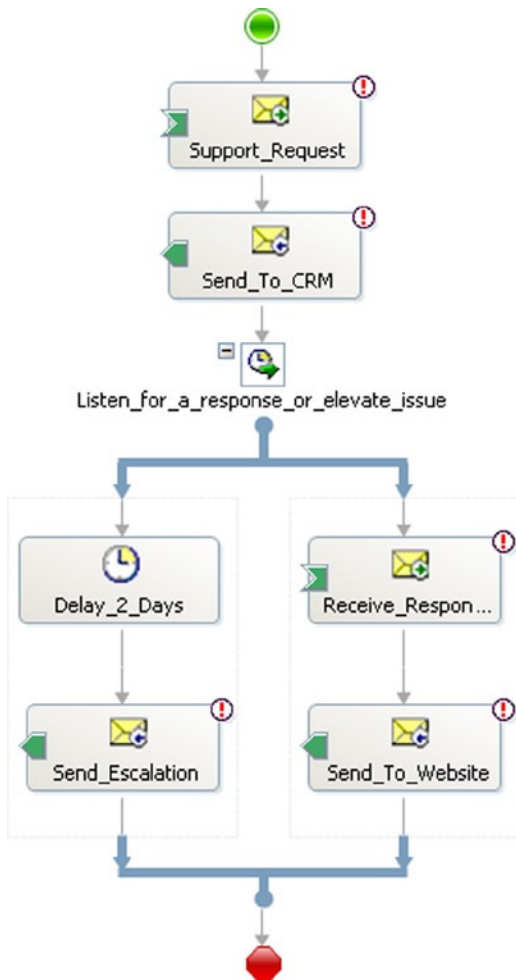 Support_Request
Send_To_CRM
Listen_for_a_response_or_elevate_issue
Delay_2_Days
Receive_Respon...
Send_Escalation
Send_To_Website